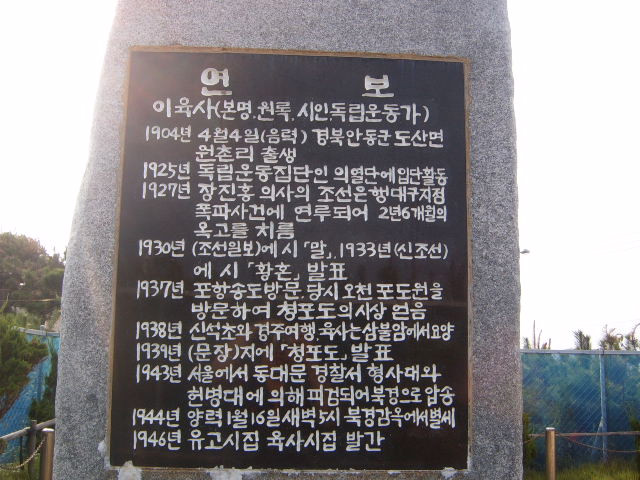 연 보
이육사(본명.원록.시인.독립운동가)
1904년 4월4일(음력) 경북안동군 도산면
원촌리 출생
1925년 독립운동집단인 의열단에입단활동
1927년 장진홍 의사의 조선은행대구지점
폭파사건에 연루되어 2년6개월의
옥고를 치름
1930년 (조선일보)에 시「말」. 1933년(신조선)
에 시「황혼」발표
1937년 포항송도방문.당시오천 포도원을
방문하여 청포도의시상 얻음
1938년 신석초와 경주여행.육사는삼불암에서요양
1939년 (문장)지에「청포도」발표
1943년 서울에서 동대문 경찰서 형사대와
헌병대에 의해 피검되어북경으로 압송
1944년 양력1월16일새벽5시 북경감옥에서별세
1946년 유고시집 육사시집 발간